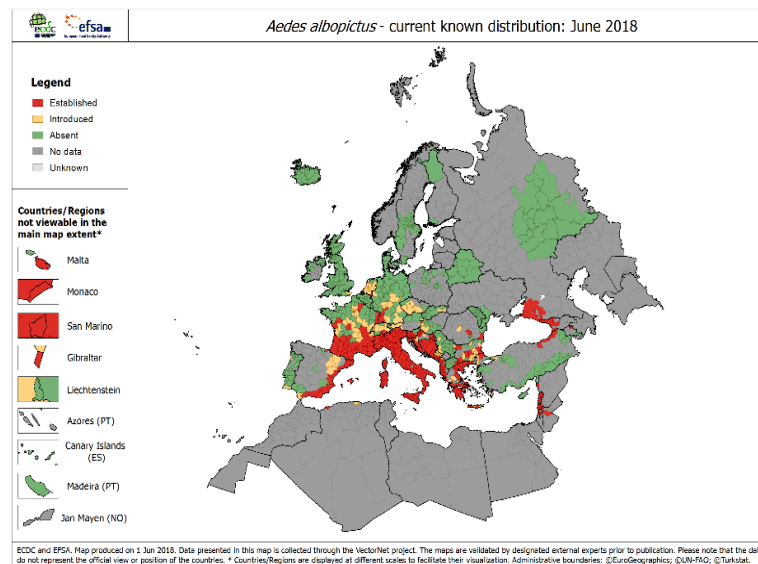 ecdc
efsa
Aedes albopictus - current known distribution: June 2018
Legend
Established
Introduced
Absent
No data
Unknown
Countries/Regions
not viewable in the
main map extent*
Malta
Monaco
San Marino
Gibraltar
Liechtenstein
Azores (PT)
Canary Islands
(ES)
Madeira (PT)
Jan Mayen (NO)
ECDC and EFSA. Map produced on 1 Jun 2018. Data presented in this map is collected through the VectorNet project. The maps are validated by designated external experts prior to publication. Please note that the da
do not represent the official view or position of the countries. * Countries/Regions are displayed at different scales to facilitate their visualization. Administrative boundaries: ©EuroGeographics; ©UN-FAO; ©Turkstat.